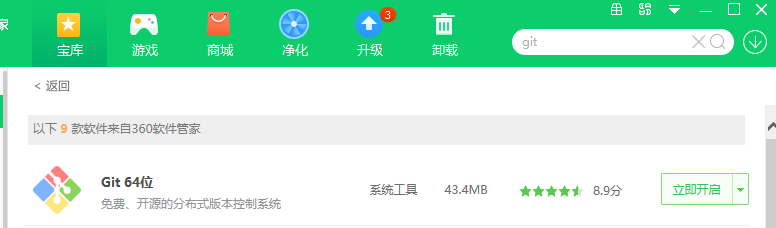 家
宝库
游戏
商城
净化
升级
3
卸载
git
< 返回
以下 9 款软件来自360软件管家
Git 64位
免费、开源的分布式版本控制系统
系统工具
43.4MB
8.9分
立即开启